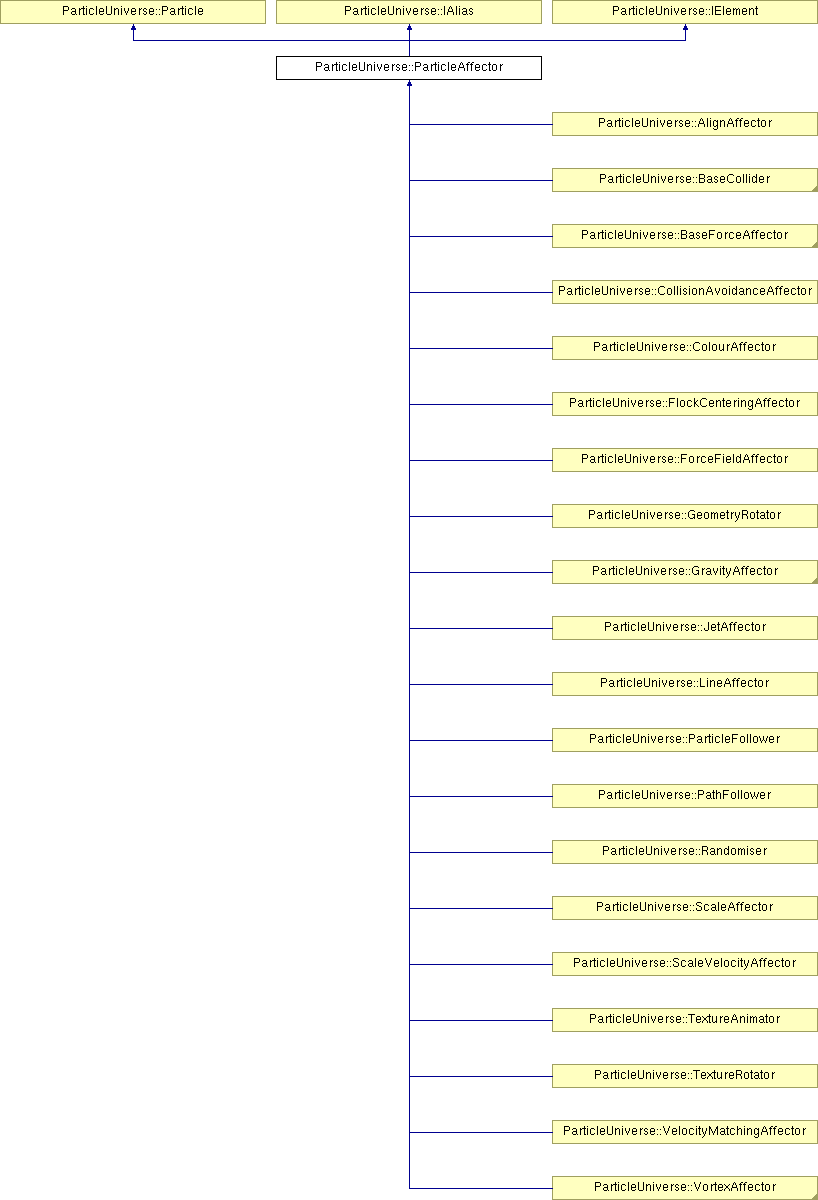 ParticleUniverse::Particle
ParticleUniverse::IAlias
ParticleUniverse::IElement
ParticleUniverse::ParticleAffector
ParticleUniverse::AlignAffector
ParticleUniverse::BaseCollider
ParticleUniverse::BaseForceAffector
ParticleUniverse::CollisionAvoidanceAffector
ParticleUniverse::ColourAffector
ParticleUniverse::FlockCenteringAffector
ParticleUniverse::ForceFieldAffector
ParticleUniverse::GeometryRotator
ParticleUniverse::GravityAffector
ParticleUniverse::JetAffector
ParticleUniverse::LineAffector
ParticleUniverse::ParticleFollower
ParticleUniverse::PathFollower
ParticleUniverse::Randomiser
ParticleUniverse::ScaleAffector
ParticleUniverse::ScaleVelocityAffector
ParticleUniverse::TextureAnimator
ParticleUniverse::TextureRotator
ParticleUniverse::VelocityMatchingAffector
ParticleUniverse::VortexAffector